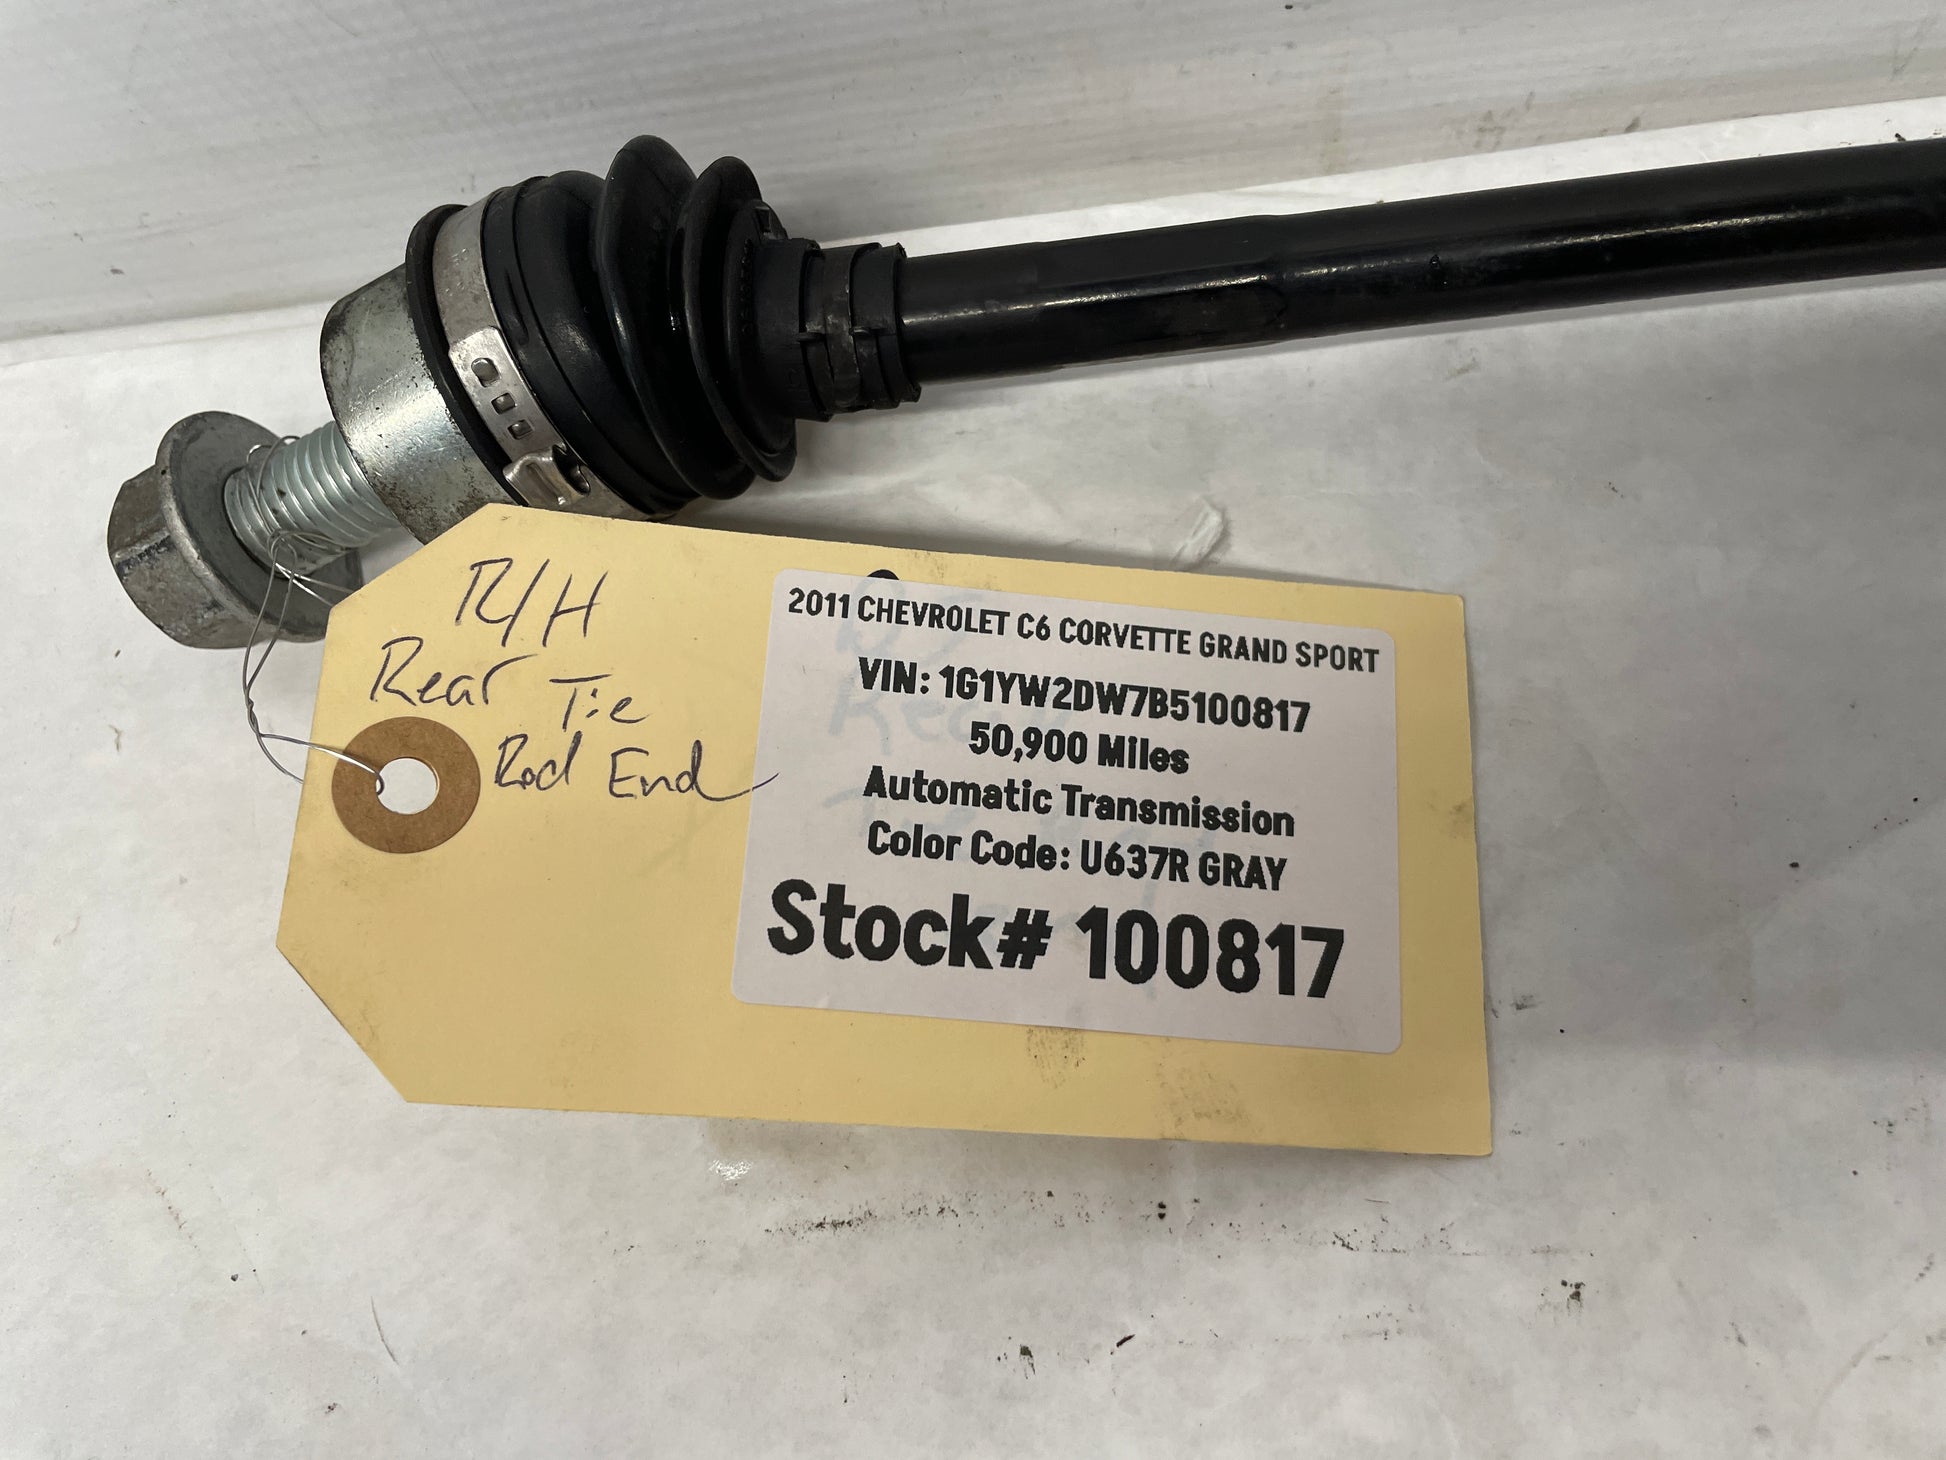 R/H
Rear Tie
Rod End
2011 CHEVROLET C6 CORVETTE GRAND SPORT
VIN: 1G1YW2DW7B5100817
50,900 Miles
Automatic Transmission
Color Code: U637R GRAY
Stock# 100817